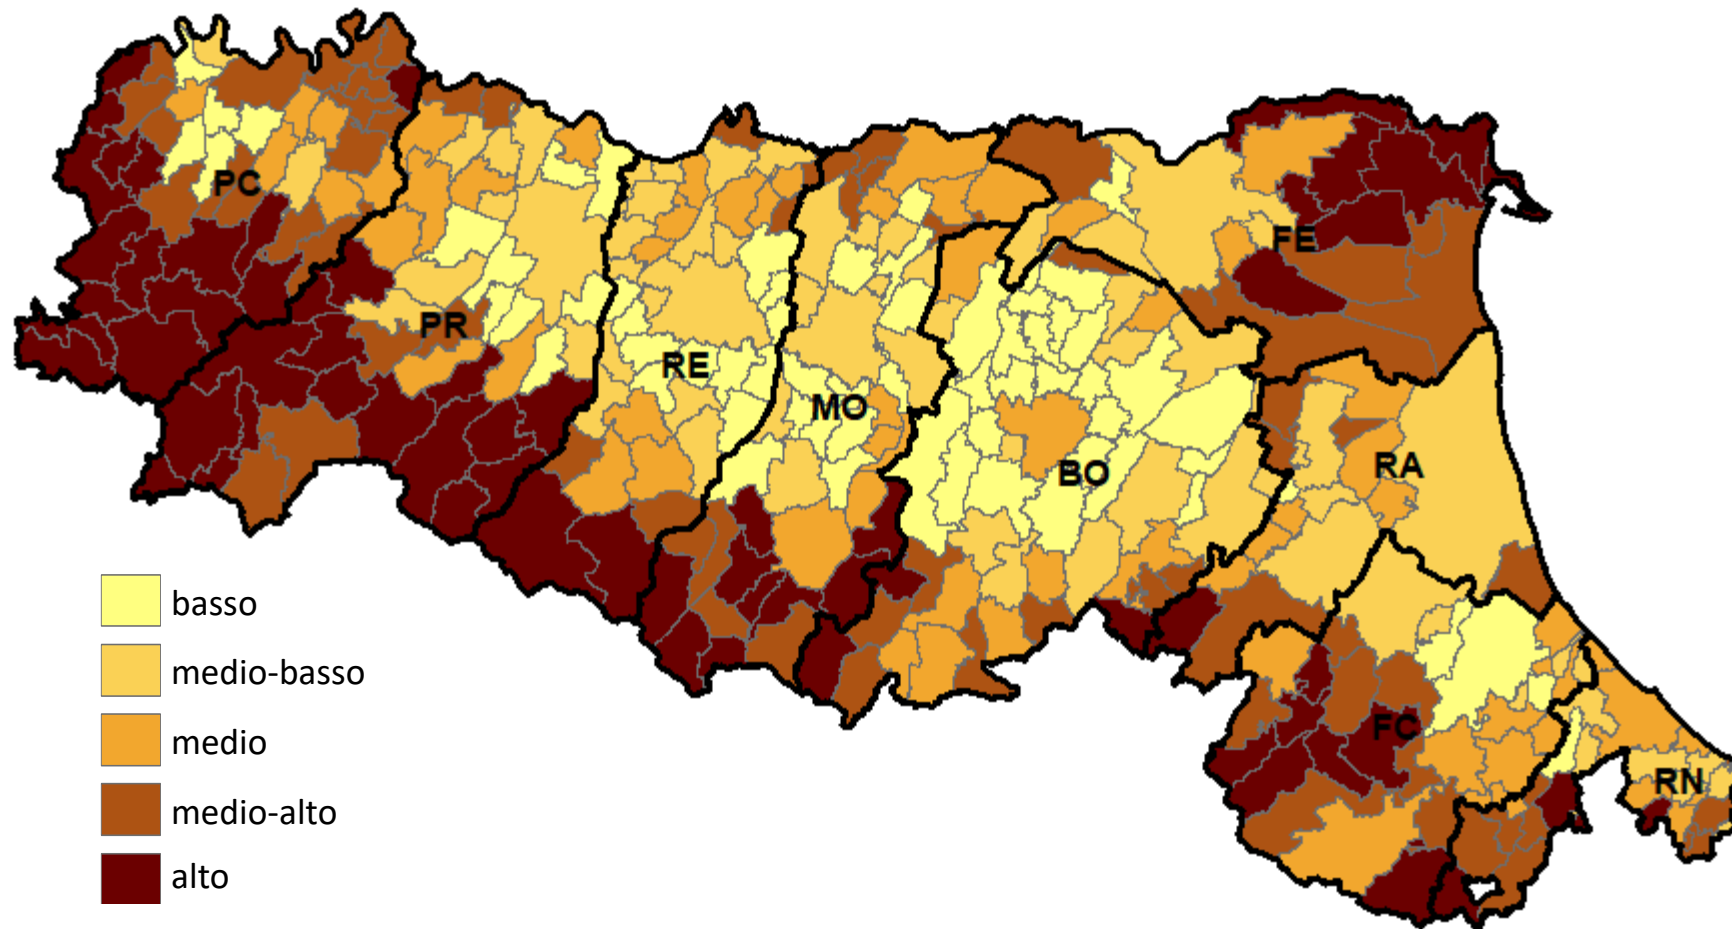 PC
FE
PR
RE
MO
BO
RA
FC
RN
basso
medio-basso
medio
medio-alto
alto